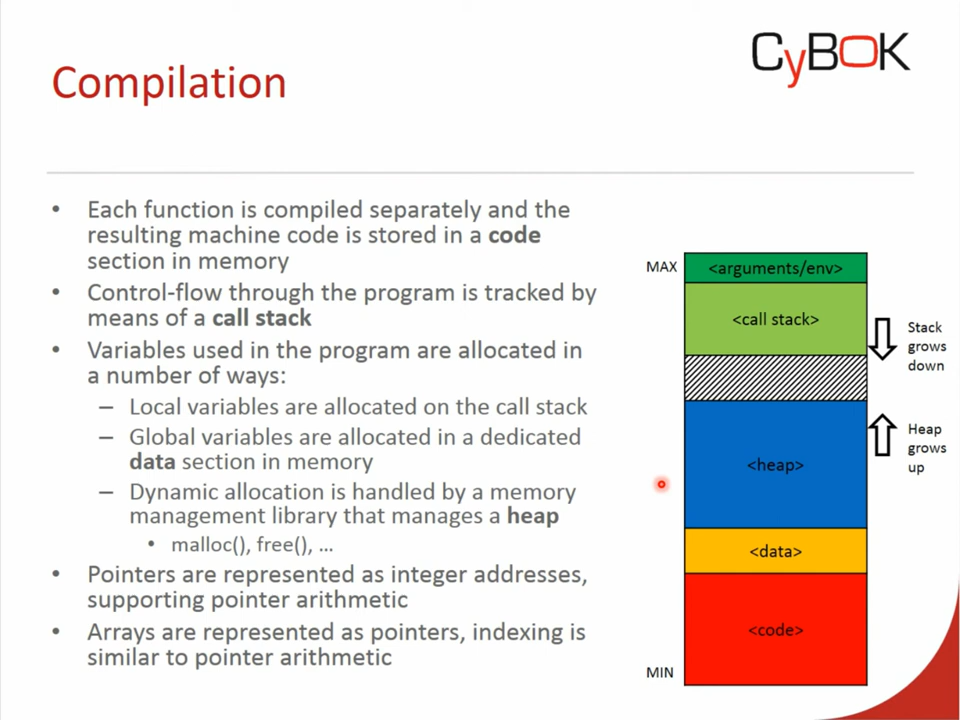 CyBOK
Compilation
• Each function is compiled separately and the
resulting machine code is stored in a code
section in memory
• Control-flow through the program is tracked by
means of a call stack
• Variables used in the program are allocated in
a number of ways:
– Local variables are allocated on the call stack
– Global variables are allocated in a dedicated
data section in memory
– Dynamic allocation is handled by a memory
management library that manages a heap
• malloc(), free(), …
• Pointers are represented as integer addresses,
supporting pointer arithmetic
• Arrays are represented as pointers, indexing is
similar to pointer arithmetic
MAX
<arguments/env>
<call stack>
Stack
grows
down
Heap
grows
up
<heap>
<data>
<code>
MIN